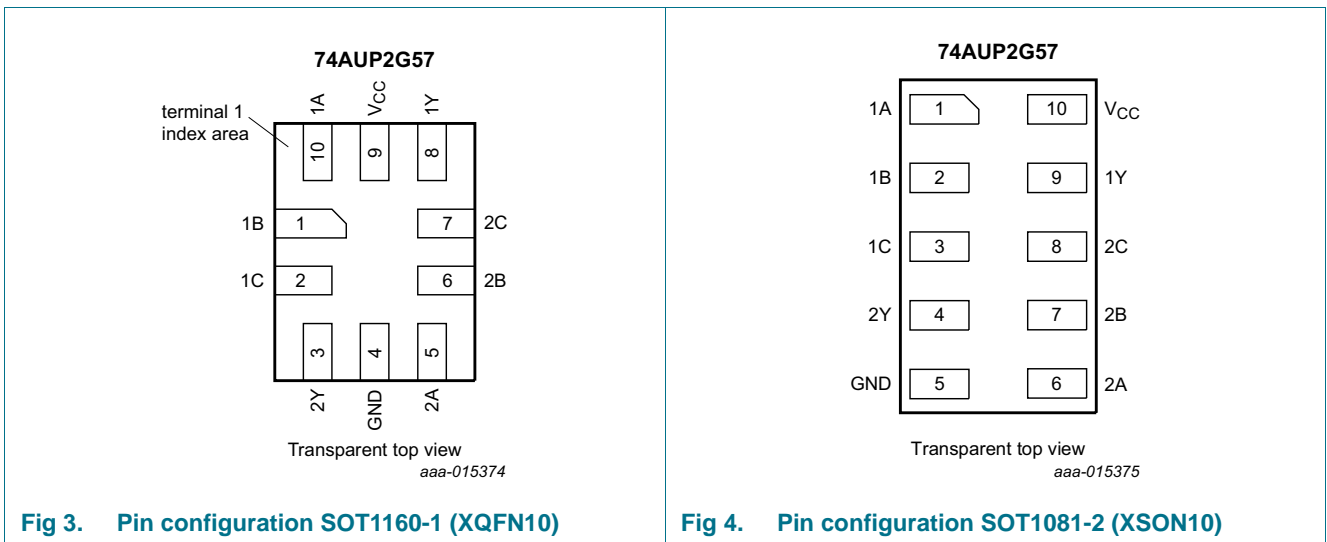 74AUP2G57
terminal 1
index area
1A
VCC
1Y
10
9
8
1B
1
7
2C
1C
2
6
2B
3
4
5
2Y
GND
2A
Transparent top view
aaa-015374
Fig 3. Pin configuration SOT1160-1 (XQFN10)
74AUP2G57
1A
1
10
VCC
1B
2
9
1Y
1C
3
8
2C
2Y
4
7
2B
GND
5
6
2A
Transparent top view
aaa-015375
Fig 4. Pin configuration SOT1081-2 (XSON10)